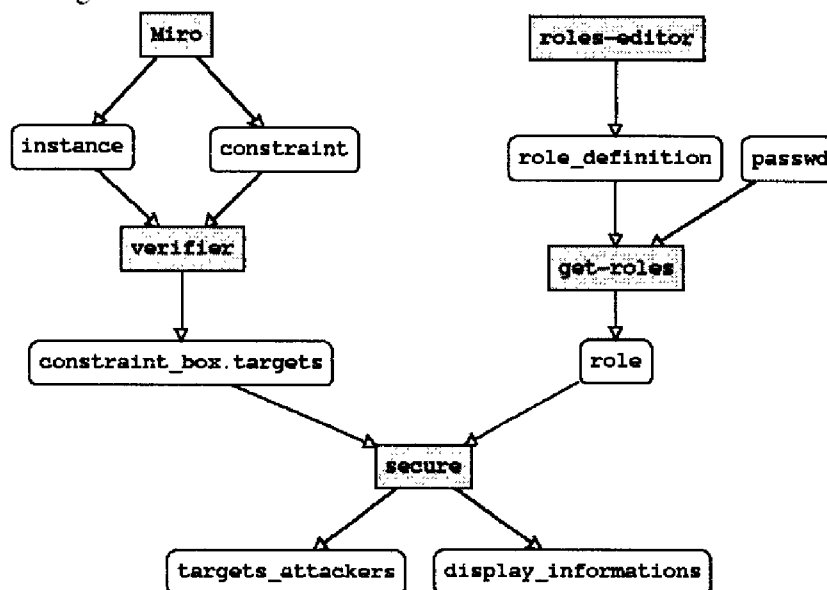 Miro
roles-editor
instance
constraint
role_definition
passwd
verifier
get-roles
constraint_box.targets
role
secure
targets_attackers
display_informations